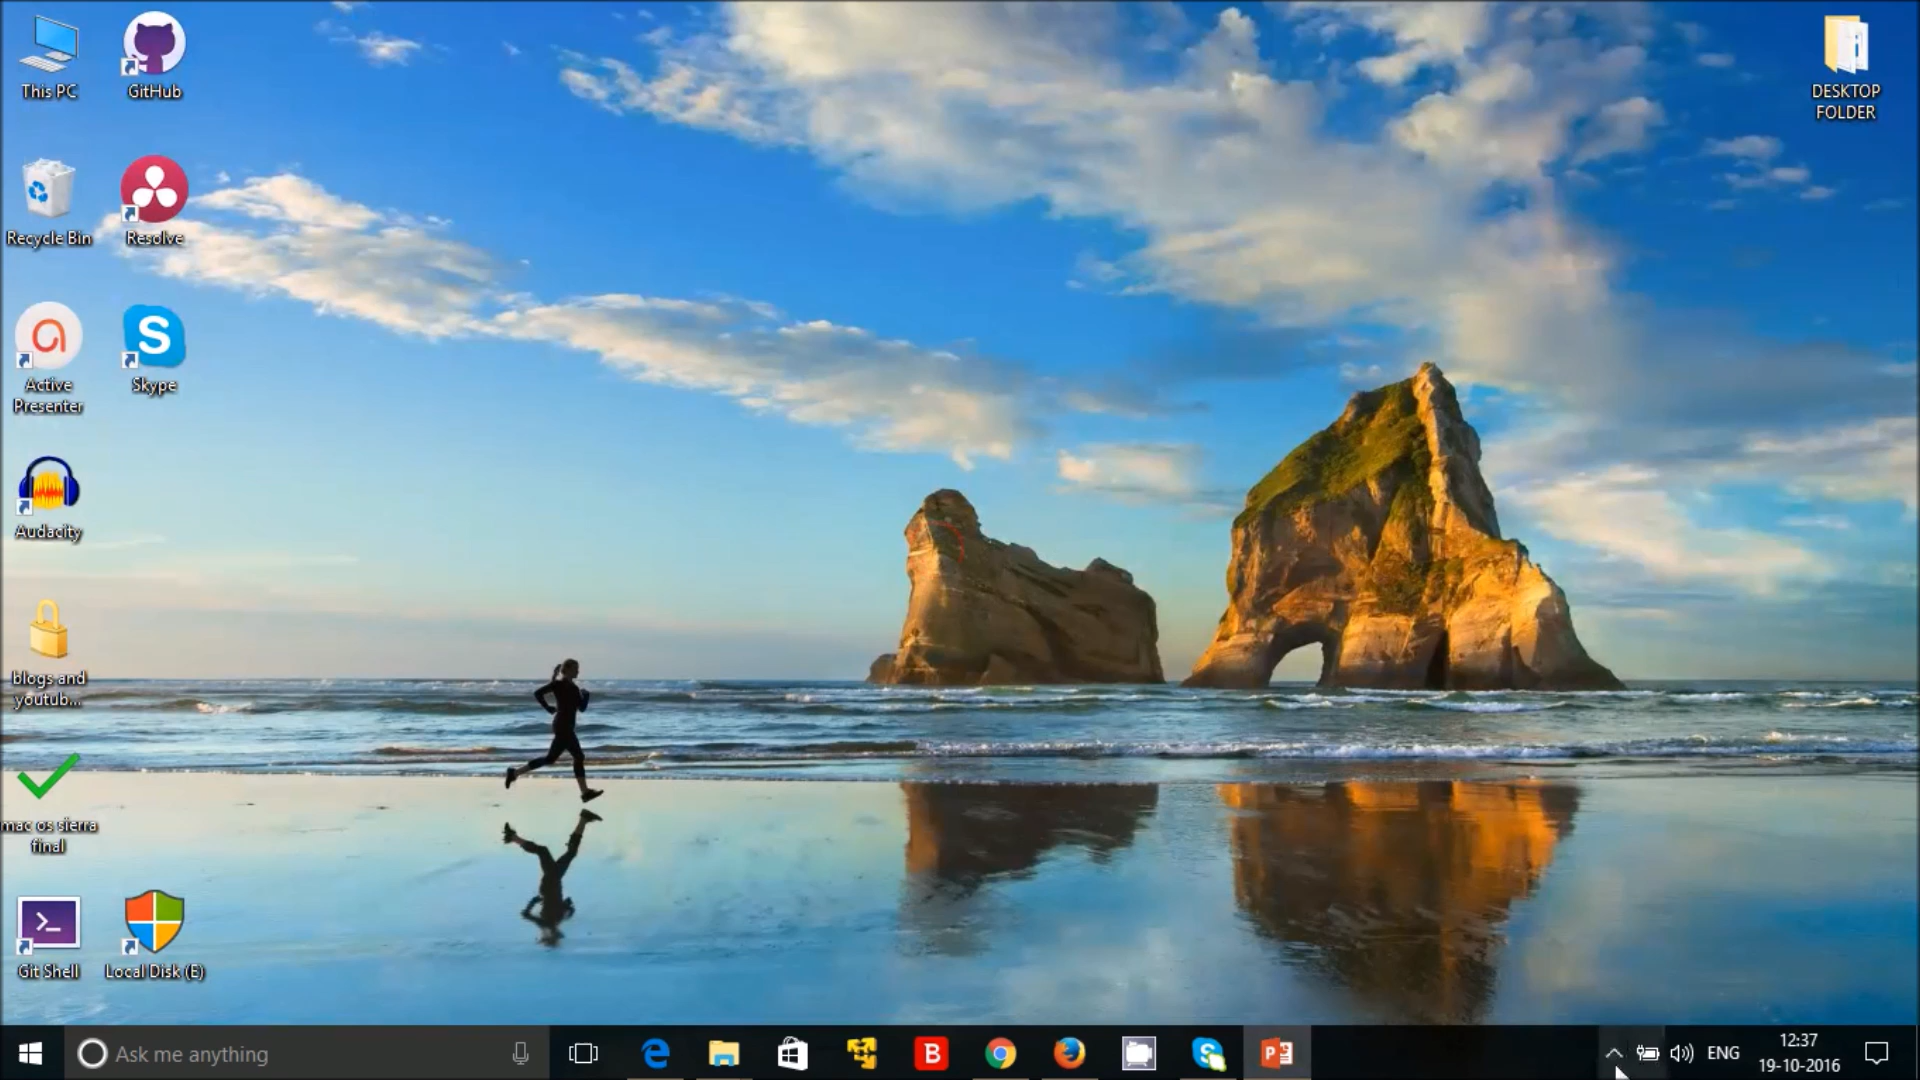 This PC
GitHub
DESKTOP
FOLDER
Recycle Bin
Resolve
Active
Presenter
S
Skype
Audacity
blogs and
youtub...
mac os sierra
final
>_
Git Shell
Local Disk (E)
Ask me anything
B
P
ENG
12:37
19-10-2016